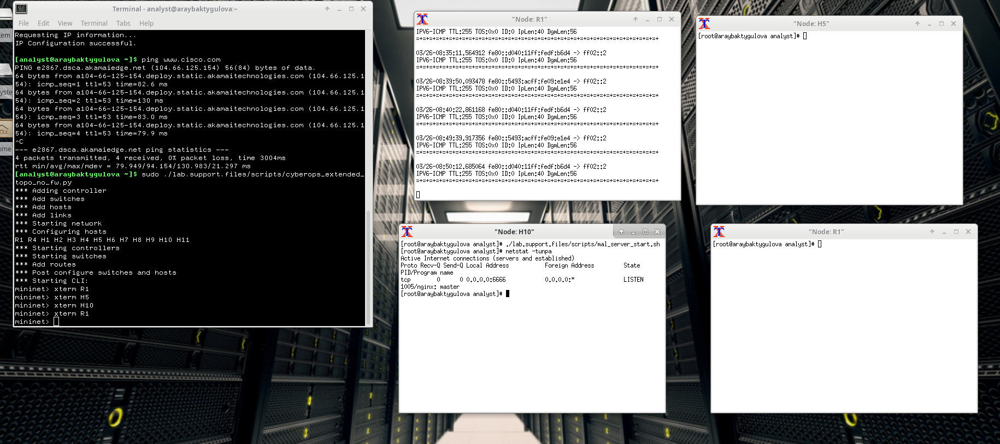 Terminal - analyst@araybaktygulova:~
File Edit View Terminal Tabs Help
Requesting IP information...
IP Configuration successful.
[analyst@araybaktygulova ~]$ ping www.cisco.com
PING e2867.dsca.akamaiedge.net (104.66.125.154) 56(84) bytes of data.
64 bytes from a104-66-125-154.deploy.static.akamaitechnologies.com (104.66.125.1
54): icmp_seq=1 ttl=53 time=82.6 ms
64 bytes from a104-66-125-154.deploy.static.akamaitechnologies.com (104.66.125.1
54): icmp_seq=2 ttl=53 time=130 ms
64 bytes from a104-66-125-154.deploy.static.akamaitechnologies.com (104.66.125.1
54): icmp_seq=3 ttl=53 time=83.0 ms
64 bytes from a104-66-125-154.deploy.static.akamaitechnologies.com (104.66.125.1
54): icmp_seq=4 ttl=53 time=79.9 ms
^C
--- e2867.dsca.akamaiedge.net ping statistics ---
4 packets transmitted, 4 received, 0% packet loss, time 3004ms
rtt min/avg/max/mdev = 79.949/94.154/130.983/21.297 ms
[analyst@araybaktygulova ~]$ sudo ./lab.support.files/scripts/cyberops_extended_
topo_no_fw.py
*** Adding controller
*** Add switches
*** Add hosts
*** Add links
*** Starting network
*** Configuring hosts
R1 R4 H1 H2 H3 H4 H5 H6 H7 H8 H9 H10 H11
*** Starting controllers
*** Starting switches
*** Add routes
*** Post configure switches and hosts
*** Starting CLI:
mininet> xterm R1
mininet> xterm H5
mininet> xterm H10
mininet> xterm R1
mininet>
"Node: R1"
IPV6-ICMP TTL:255 TOS:0x0 ID:0 IpLen:40 DgmLen:56
=+=+=+=+=+=+=+=+=+=+=+=+=+=+=+=+=+=+=+=+=+=+=+=+=+=+=+=+=+=+=+=+=+=+=+=+=+
03/26-08:35:11.564912 fe80::d040:11ff:fedf:b6d4 -> ff02::2
IPV6-ICMP TTL:255 TOS:0x0 ID:0 IpLen:40 DgmLen:56
=+=+=+=+=+=+=+=+=+=+=+=+=+=+=+=+=+=+=+=+=+=+=+=+=+=+=+=+=+=+=+=+=+=+=+=+=+
03/26-08:39:50.093478 fe80::5493:acff:fe09:e1e4 -> ff02::2
IPV6-ICMP TTL:255 TOS:0x0 ID:0 IpLen:40 DgmLen:56
=+=+=+=+=+=+=+=+=+=+=+=+=+=+=+=+=+=+=+=+=+=+=+=+=+=+=+=+=+=+=+=+=+=+=+=+=+
03/26-08:40:22.861168 fe80::d040:11ff:fedf:b6d4 -> ff02::2
IPV6-ICMP TTL:255 TOS:0x0 ID:0 IpLen:40 DgmLen:56
=+=+=+=+=+=+=+=+=+=+=+=+=+=+=+=+=+=+=+=+=+=+=+=+=+=+=+=+=+=+=+=+=+=+=+=+=+
03/26-08:49:39.917356 fe80::5493:acff:fe09:e1e4 -> ff02::2
IPV6-ICMP TTL:255 TOS:0x0 ID:0 IpLen:40 DgmLen:56
=+=+=+=+=+=+=+=+=+=+=+=+=+=+=+=+=+=+=+=+=+=+=+=+=+=+=+=+=+=+=+=+=+=+=+=+=+
03/26-08:50:12.685064 fe80::d040:11ff:fedf:b6d4 -> ff02::2
IPV6-ICMP TTL:255 TOS:0x0 ID:0 IpLen:40 DgmLen:56
=+=+=+=+=+=+=+=+=+=+=+=+=+=+=+=+=+=+=+=+=+=+=+=+=+=+=+=+=+=+=+=+=+=+=+=+=+
"Node: H5"
[root@araybaktygulova analyst]#
"Node: H10"
[root@araybaktygulova analyst]# ./lab.support.files/scripts/mal_server_start.sh
[root@araybaktygulova analyst]# netstat -tunpa
Active Internet connections (servers and established)
Proto Recv-Q Send-Q Local Address Foreign Address State
PID/Program name
tcp 0 0 0.0.0.0:6666 0.0.0.0:* LISTEN
1005/nginx: master
[root@araybaktygulova analyst]#
"Node: R1"
[root@araybaktygulova analyst]#